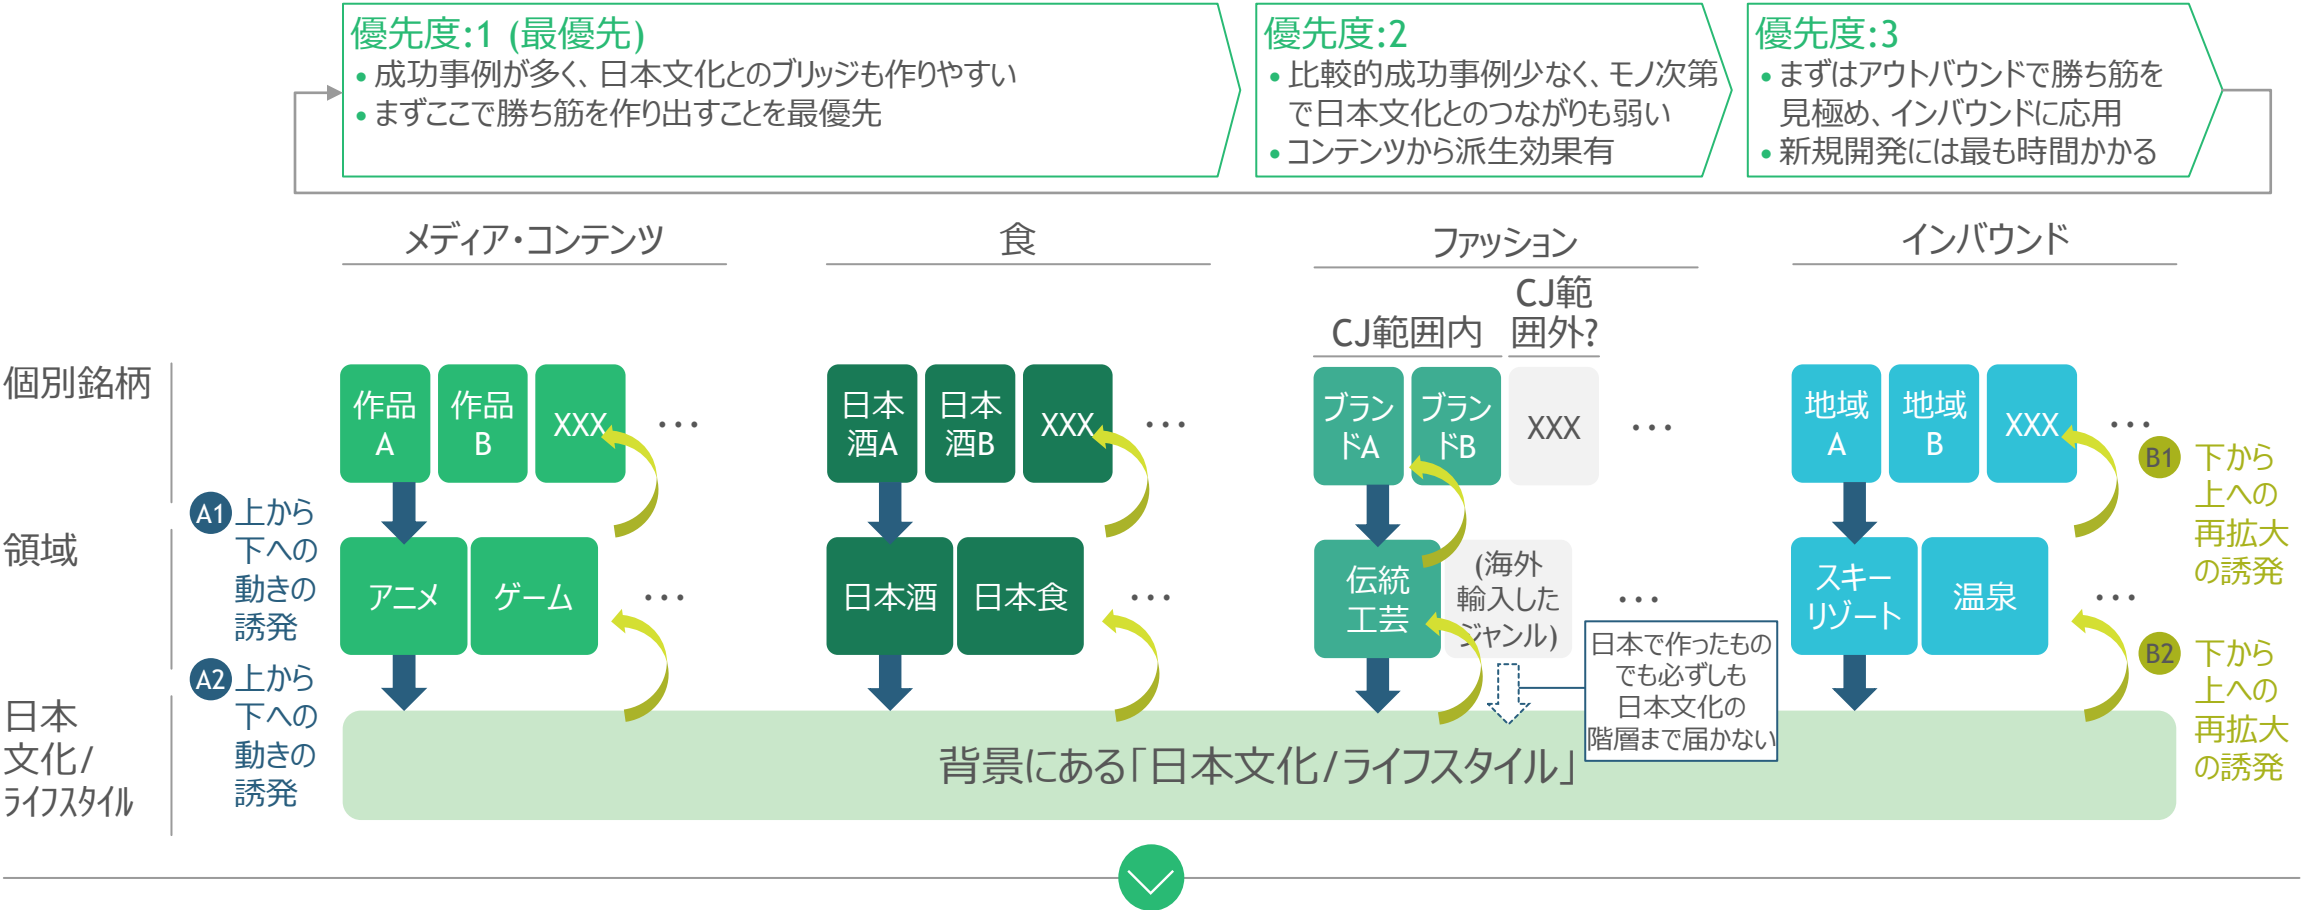 優先度:1 (最優先)
• 成功事例が多く、日本文化とのブリッジも作りやすい
• まずここで勝ち筋を作り出すことを最優先
優先度:2
• 比較的成功事例少なく、モノ次第
で日本文化とのつながりも弱い
• コンテンツから派生効果有
優先度:3
• まずはアウトバウンドで勝ち筋を
見極め、インバウンドに応用
• 新規開発には最も時間かかる
メディア・コンテンツ
食
ファッション
インバウンド
CJ範囲内
CJ範
囲外?
個別銘柄
作品
A
作品
B
XXX
…
日本
酒A
日本
酒B
XXX
…
ブラン
ドA
ブラン
ドB
XXX
…
地域
A
地域
B
XXX
…
A1
上から
下への
動きの
誘発
B1
下から
上への
再拡大
の誘発
領域
アニメ
ゲーム
…
日本酒
日本食
…
伝統
工芸
(海外
輸入した
ジャンル)
…
スキー
リゾート
温泉
…
A2
上から
下への
動きの
誘発
日本で作ったもの
でも必ずしも
日本文化の
階層まで届かない
B2
下から
上への
再拡大
の誘発
日本
文化/
ライフスタイル
背景にある「日本文化/ライフスタイル」